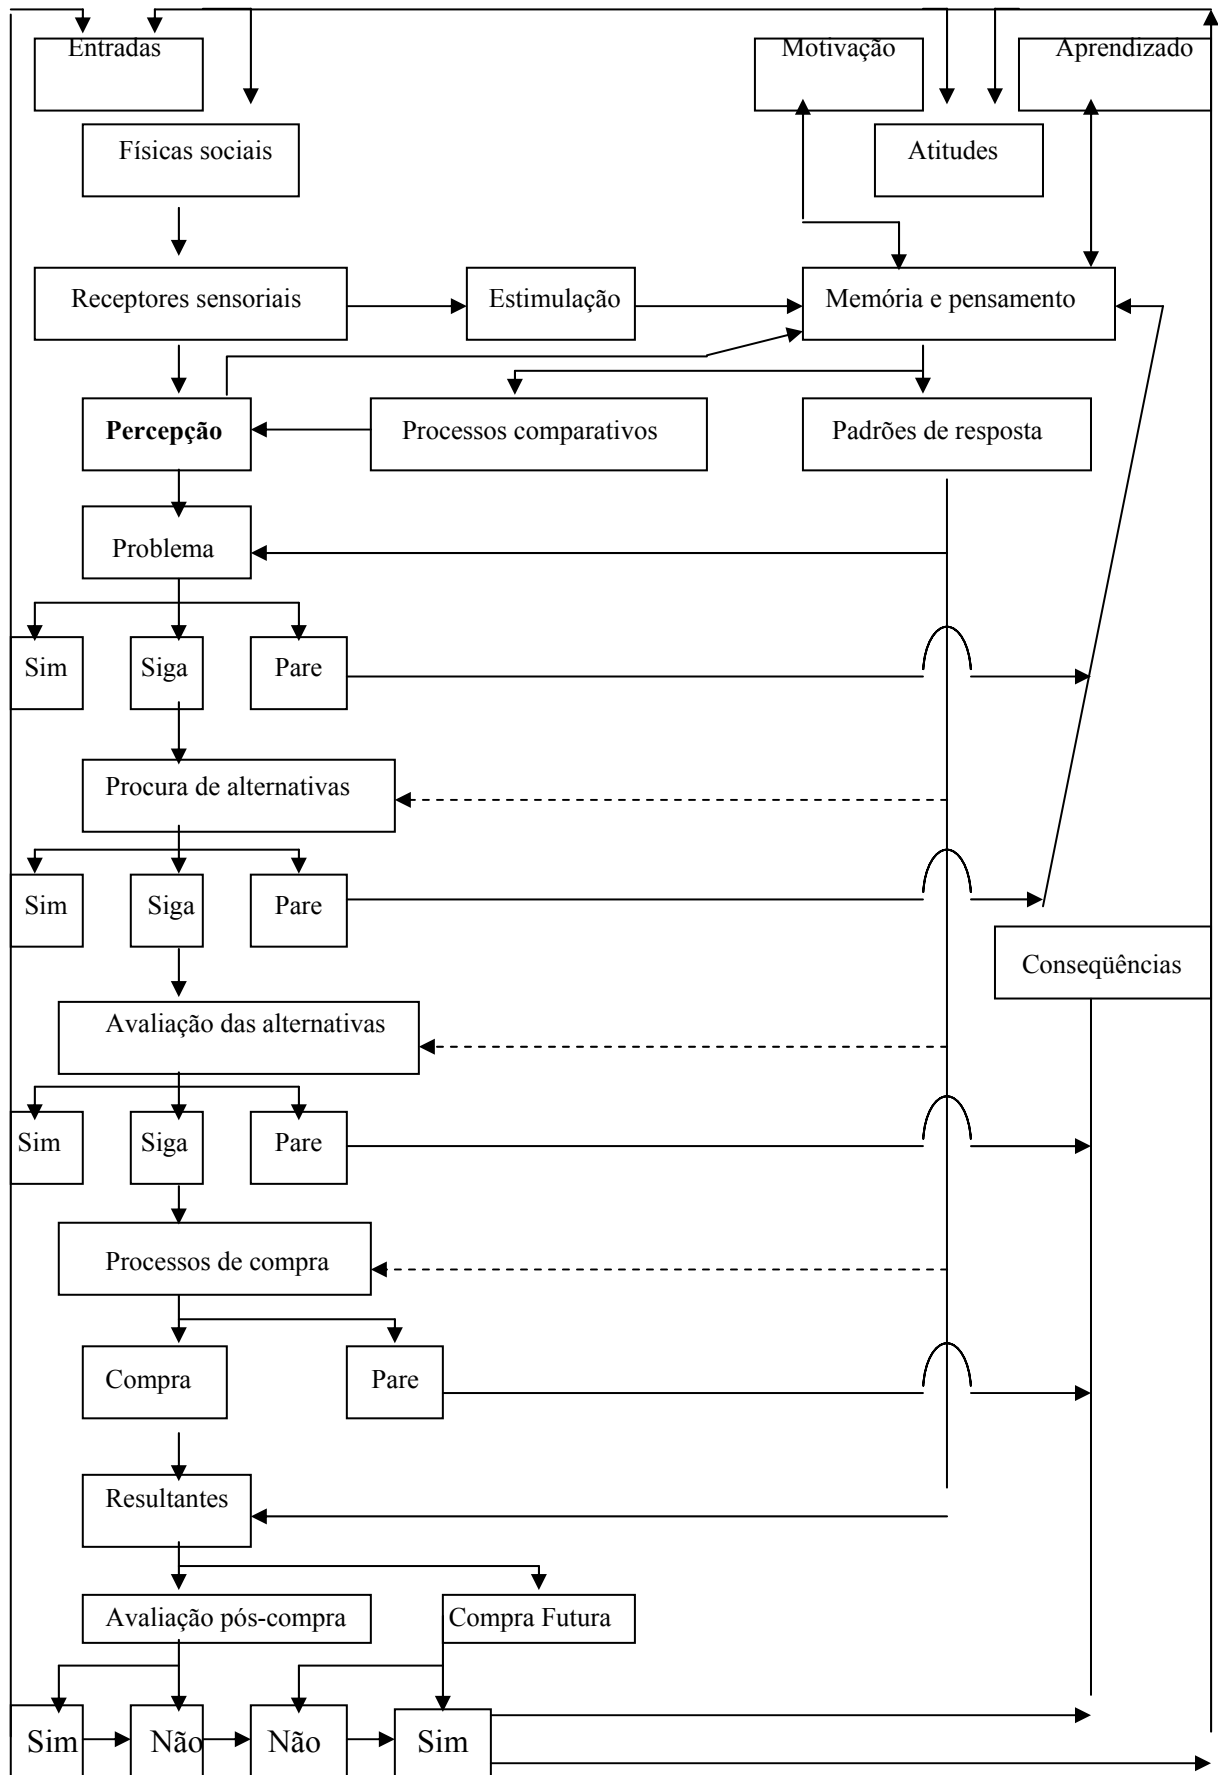 Entradas
Motivação
Aprendizado
Físicas sociais
Atitudes
Receptores sensoriais
Estimulação
Memória e pensamento
Percepção
Processos comparativos
Padrões de resposta
Problema
Sim
Siga
Pare
Procura de alternativas
Sim
Siga
Pare
Conseqüências
Avaliação das alternativas
Sim
Siga
Pare
Processos de compra
Compra
Pare
Resultantes
Avaliação pós-compra
Compra Futura
Sim
Não
Não
Sim